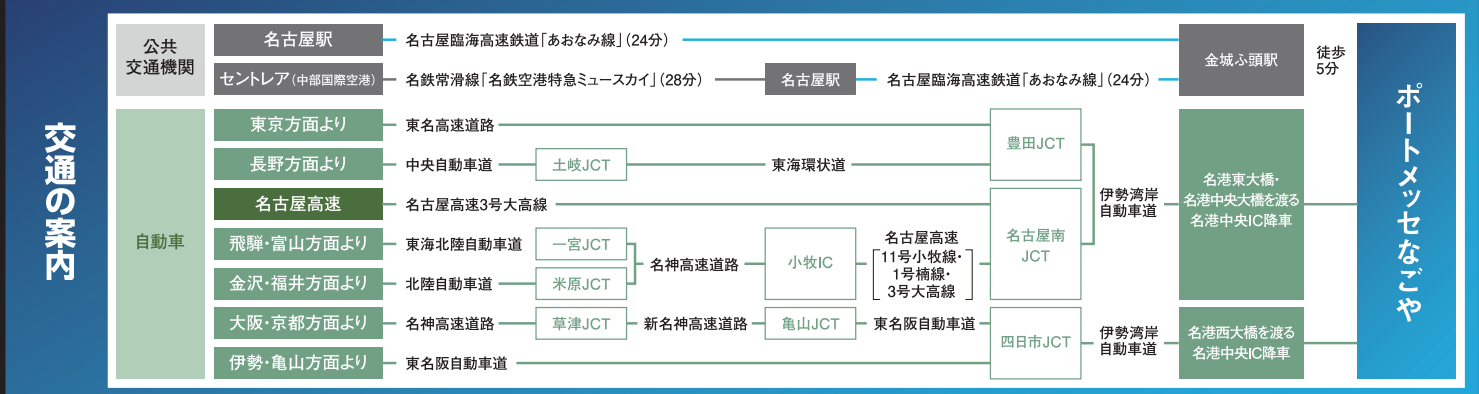 交通の案内
公共
交通機関
名古屋駅
名古屋臨海高速鉄道「あおなみ線」(24分)
セントレア(中部国際空港)
名鉄常滑線「名鉄空港特急ミュースカイ」(28分)
名古屋駅
名古屋臨海高速鉄道「あおなみ線」(24分)
金城ふ頭駅
徒歩
5分
自動車
東京方面より
東名高速道路
長野方面より
中央自動車道
土岐JCT
東海環状道
豊田JCT
名古屋高速
名古屋高速3号大高線
飛騨・富山方面より
東海北陸自動車道
一宮JCT
金沢・福井方面より
北陸自動車道
米原JCT
名神高速道路
小牧IC
名古屋高速
11号小牧線・
1号楠線・
3号大高線
名古屋南
JCT
伊勢湾岸
自動車道
名港東大橋・
名港中央大橋を渡る
名港中央IC降車
大阪・京都方面より
名神高速道路
草津JCT
新名神高速道路
亀山JCT
東名阪自動車道
伊勢・亀山方面より
東名阪自動車道
四日市JCT
伊勢湾岸
自動車道
名港西大橋を渡る
名港中央IC降車
ポートメッセなごや